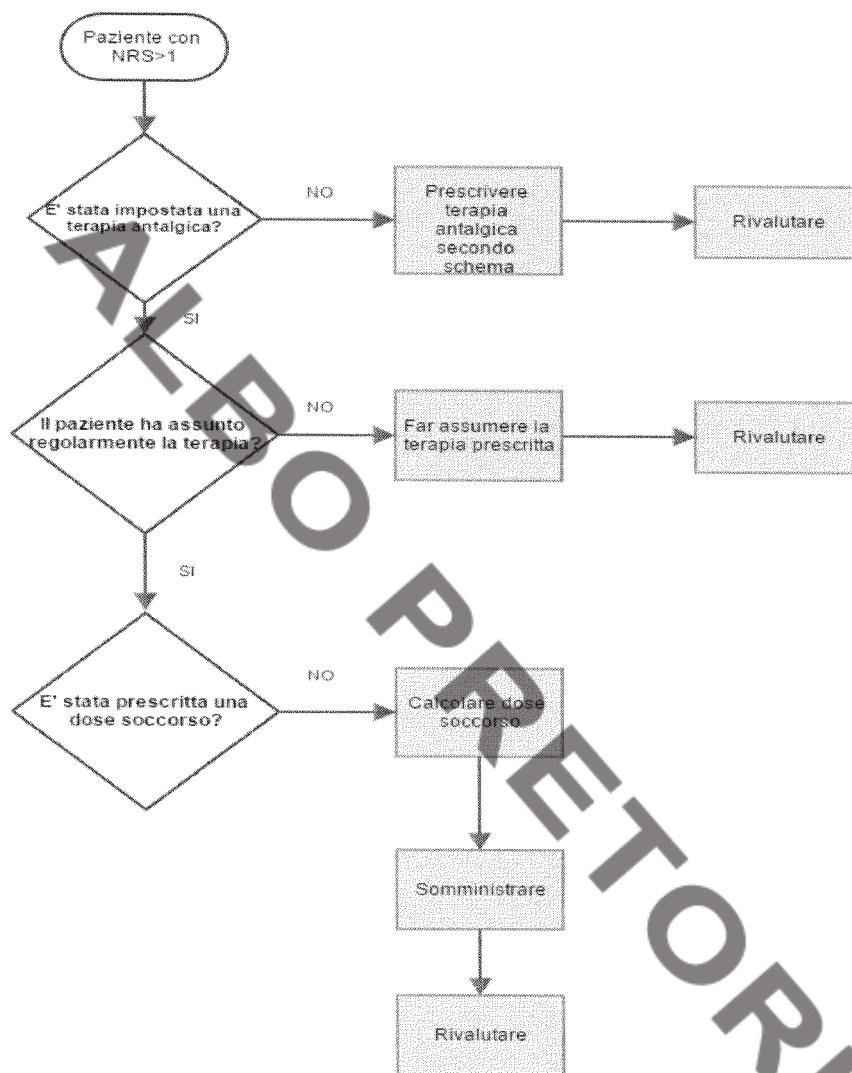 Paziente con
NRS>1
E' stata impostata una
terapia antalgica?
NO
Prescrivere
terapia
antalgica
secondo
schema
Rivalutare
SI
Il paziente ha assunto
regolarmente la terapia?
NO
Far assumere la
terapia prescritta
Rivalutare
SI
E' stata prescritta una
dose soccorso?
NO
Calcolare dose
soccorso
Somministrare
Rivalutare
ALBO PRETOR